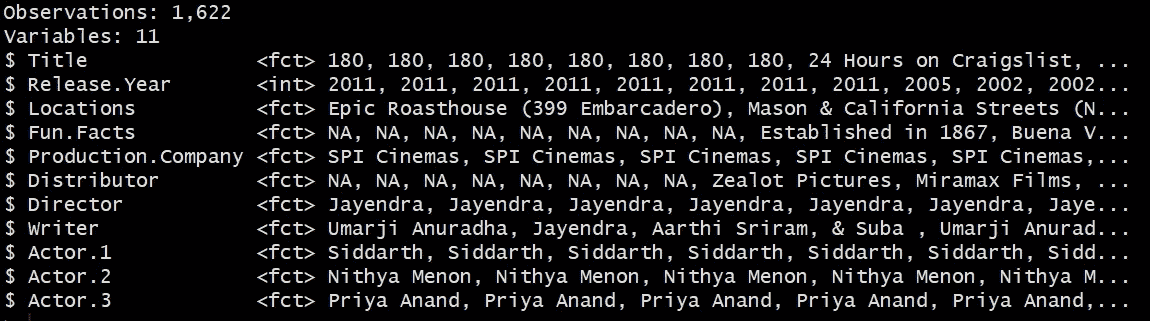 Observations: 1,622
Variables: 11
$ Title              <fct> 180, 180, 180, 180, 180, 180, 180, 180, 24 Hours on Craigslist, ...
$ Release.Year       <int> 2011, 2011, 2011, 2011, 2011, 2011, 2011, 2011, 2005, 2002, 2002...
$ Locations          <fct> Epic Roasthouse (399 Embarcadero), Mason & California Streets (N...
$ Fun.Facts          <fct> NA, NA, NA, NA, NA, NA, NA, NA, NA, Established in 1867, Buena V...
$ Production.Company <fct> SPI Cinemas, SPI Cinemas, SPI Cinemas, SPI Cinemas, SPI Cinemas,...
$ Distributor        <fct> NA, NA, NA, NA, NA, NA, NA, NA, Zealot Pictures, Miramax Films, ...
$ Director           <fct> Jayendra, Jayendra, Jayendra, Jayendra, Jayendra, Jayendra, Jaye...
$ Writer             <fct> Umarji Anuradha, Jayendra, Aarthi Sriram, & Suba , Umarji Anurad...
$ Actor.1            <fct> Siddarth, Siddarth, Siddarth, Siddarth, Siddarth, Siddarth, Sidd...
$ Actor.2            <fct> Nithya Menon, Nithya Menon, Nithya Menon, Nithya Menon, Nithya M...
$ Actor.3            <fct> Priya Anand, Priya Anand, Priya Anand, Priya Anand, Priya Anand,...